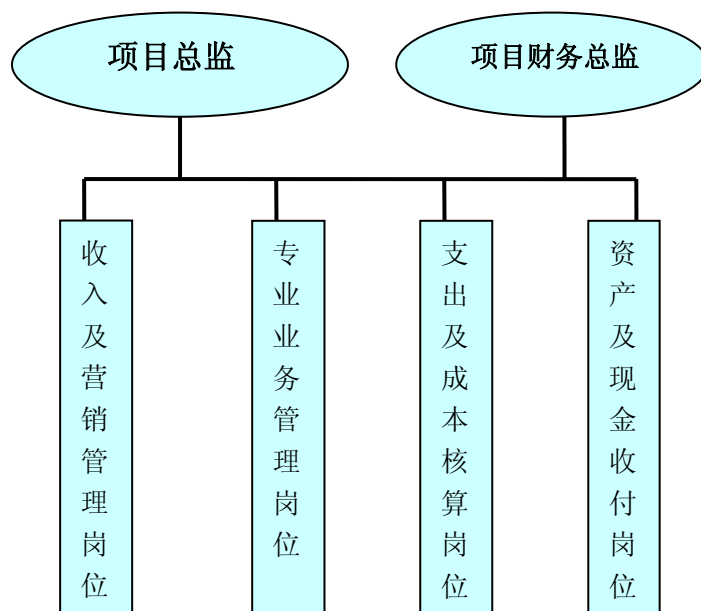 项目总监
项目财务总监
收入及营销管理岗位
专业业务管理岗位
支出及成本核算岗位
资产及现金收付岗位